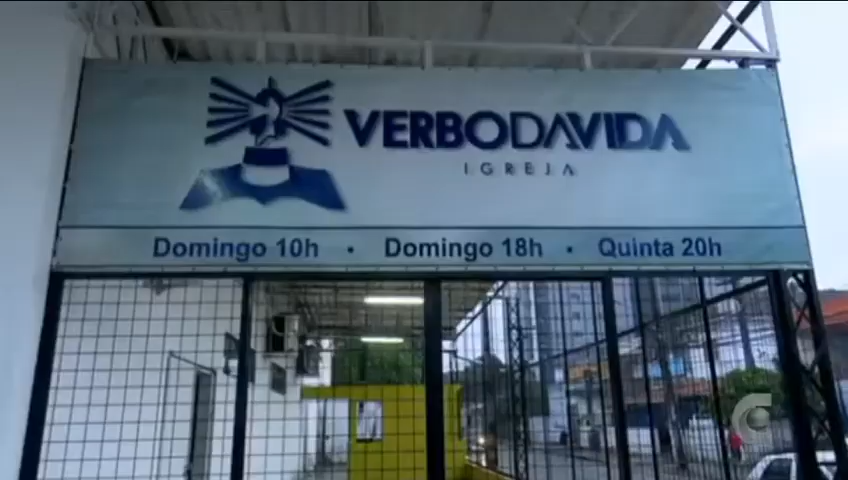 VERBODAVIDA
IGREJA
Domingo 10h • Domingo 18h • Quinta 20h